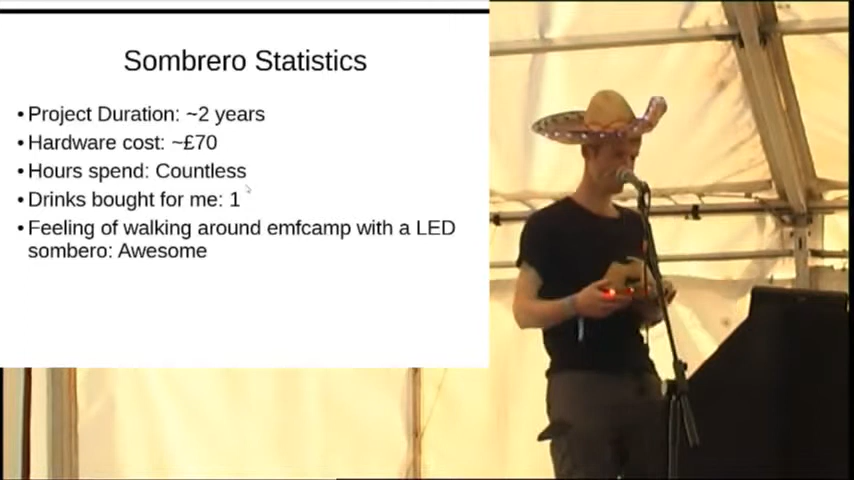 Sombrero Statistics
• Project Duration: ~2 years
• Hardware cost: ~£70
• Hours spend: Countless
• Drinks bought for me: 1
• Feeling of walking around emfcamp with a LED
sombero: Awesome